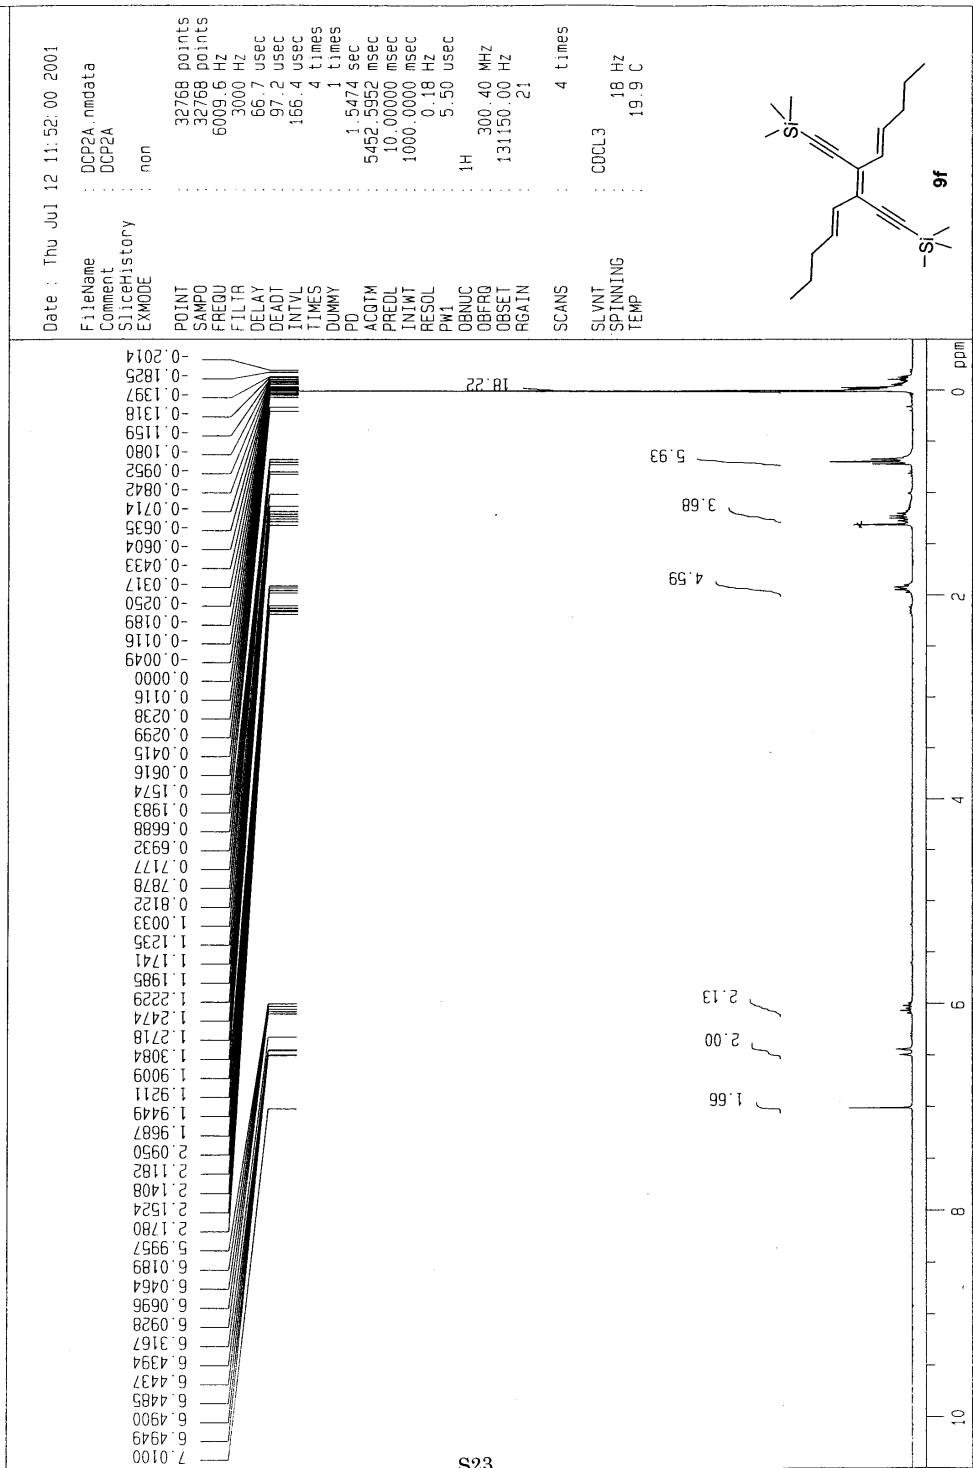 Date : Thu Jul 12 11:52:00 2001
FileName : DCP2A.nmdata
Comment : DCP2A
SliceHistory :
EXMODE : non
POINT : 32768 points
SAMPO : 32768 points
FREQU : 6009.6 Hz
FILTR : 3000 Hz
DELAY : 66.7 usec
DEADT : 97.2 usec
INTVL : 166.4 usec
TIMES : 4 times
DUMMY : 1 times
PD : 1.5474 sec
ACQTM : 5452.5952 msec
PREDL : 10.00000 msec
INIWT : 1000.0000 msec
RESOL : 0.18 Hz
PW1 : 5.50 usec
OBNUC : 1H
OBFRQ : 300.40 MHz
OBSET : 131150.00 Hz
RGAIN : 21
SCANS : 4 times
SLVNT : CDCL3
SPINNING : 18 Hz
TEMP : 19.9 C
Si
Si
9f
-0.2014
-0.1825
-0.1397
-0.1318
-0.1159
-0.1080
-0.0952
-0.0842
-0.0714
-0.0635
-0.0604
-0.0433
-0.0317
-0.0250
-0.0189
-0.0116
-0.0049
0.0000
0.0116
0.0238
0.0299
0.0415
0.0616
0.1574
0.1983
0.6688
0.6932
0.7177
0.7878
0.8122
1.0033
1.1235
1.1741
1.1985
1.2229
1.2474
1.2718
1.3084
1.9009
1.9211
1.9449
1.9687
2.0950
2.1182
2.1408
2.1524
2.1780
5.9957
6.0189
6.0464
6.0696
6.0928
6.3167
6.4394
6.4437
6.4485
6.4900
6.4949
7.0100
18.22
5.93
3.68
4.59
2.13
2.00
1.66
0
2
4
6
8
10
ppm
S23